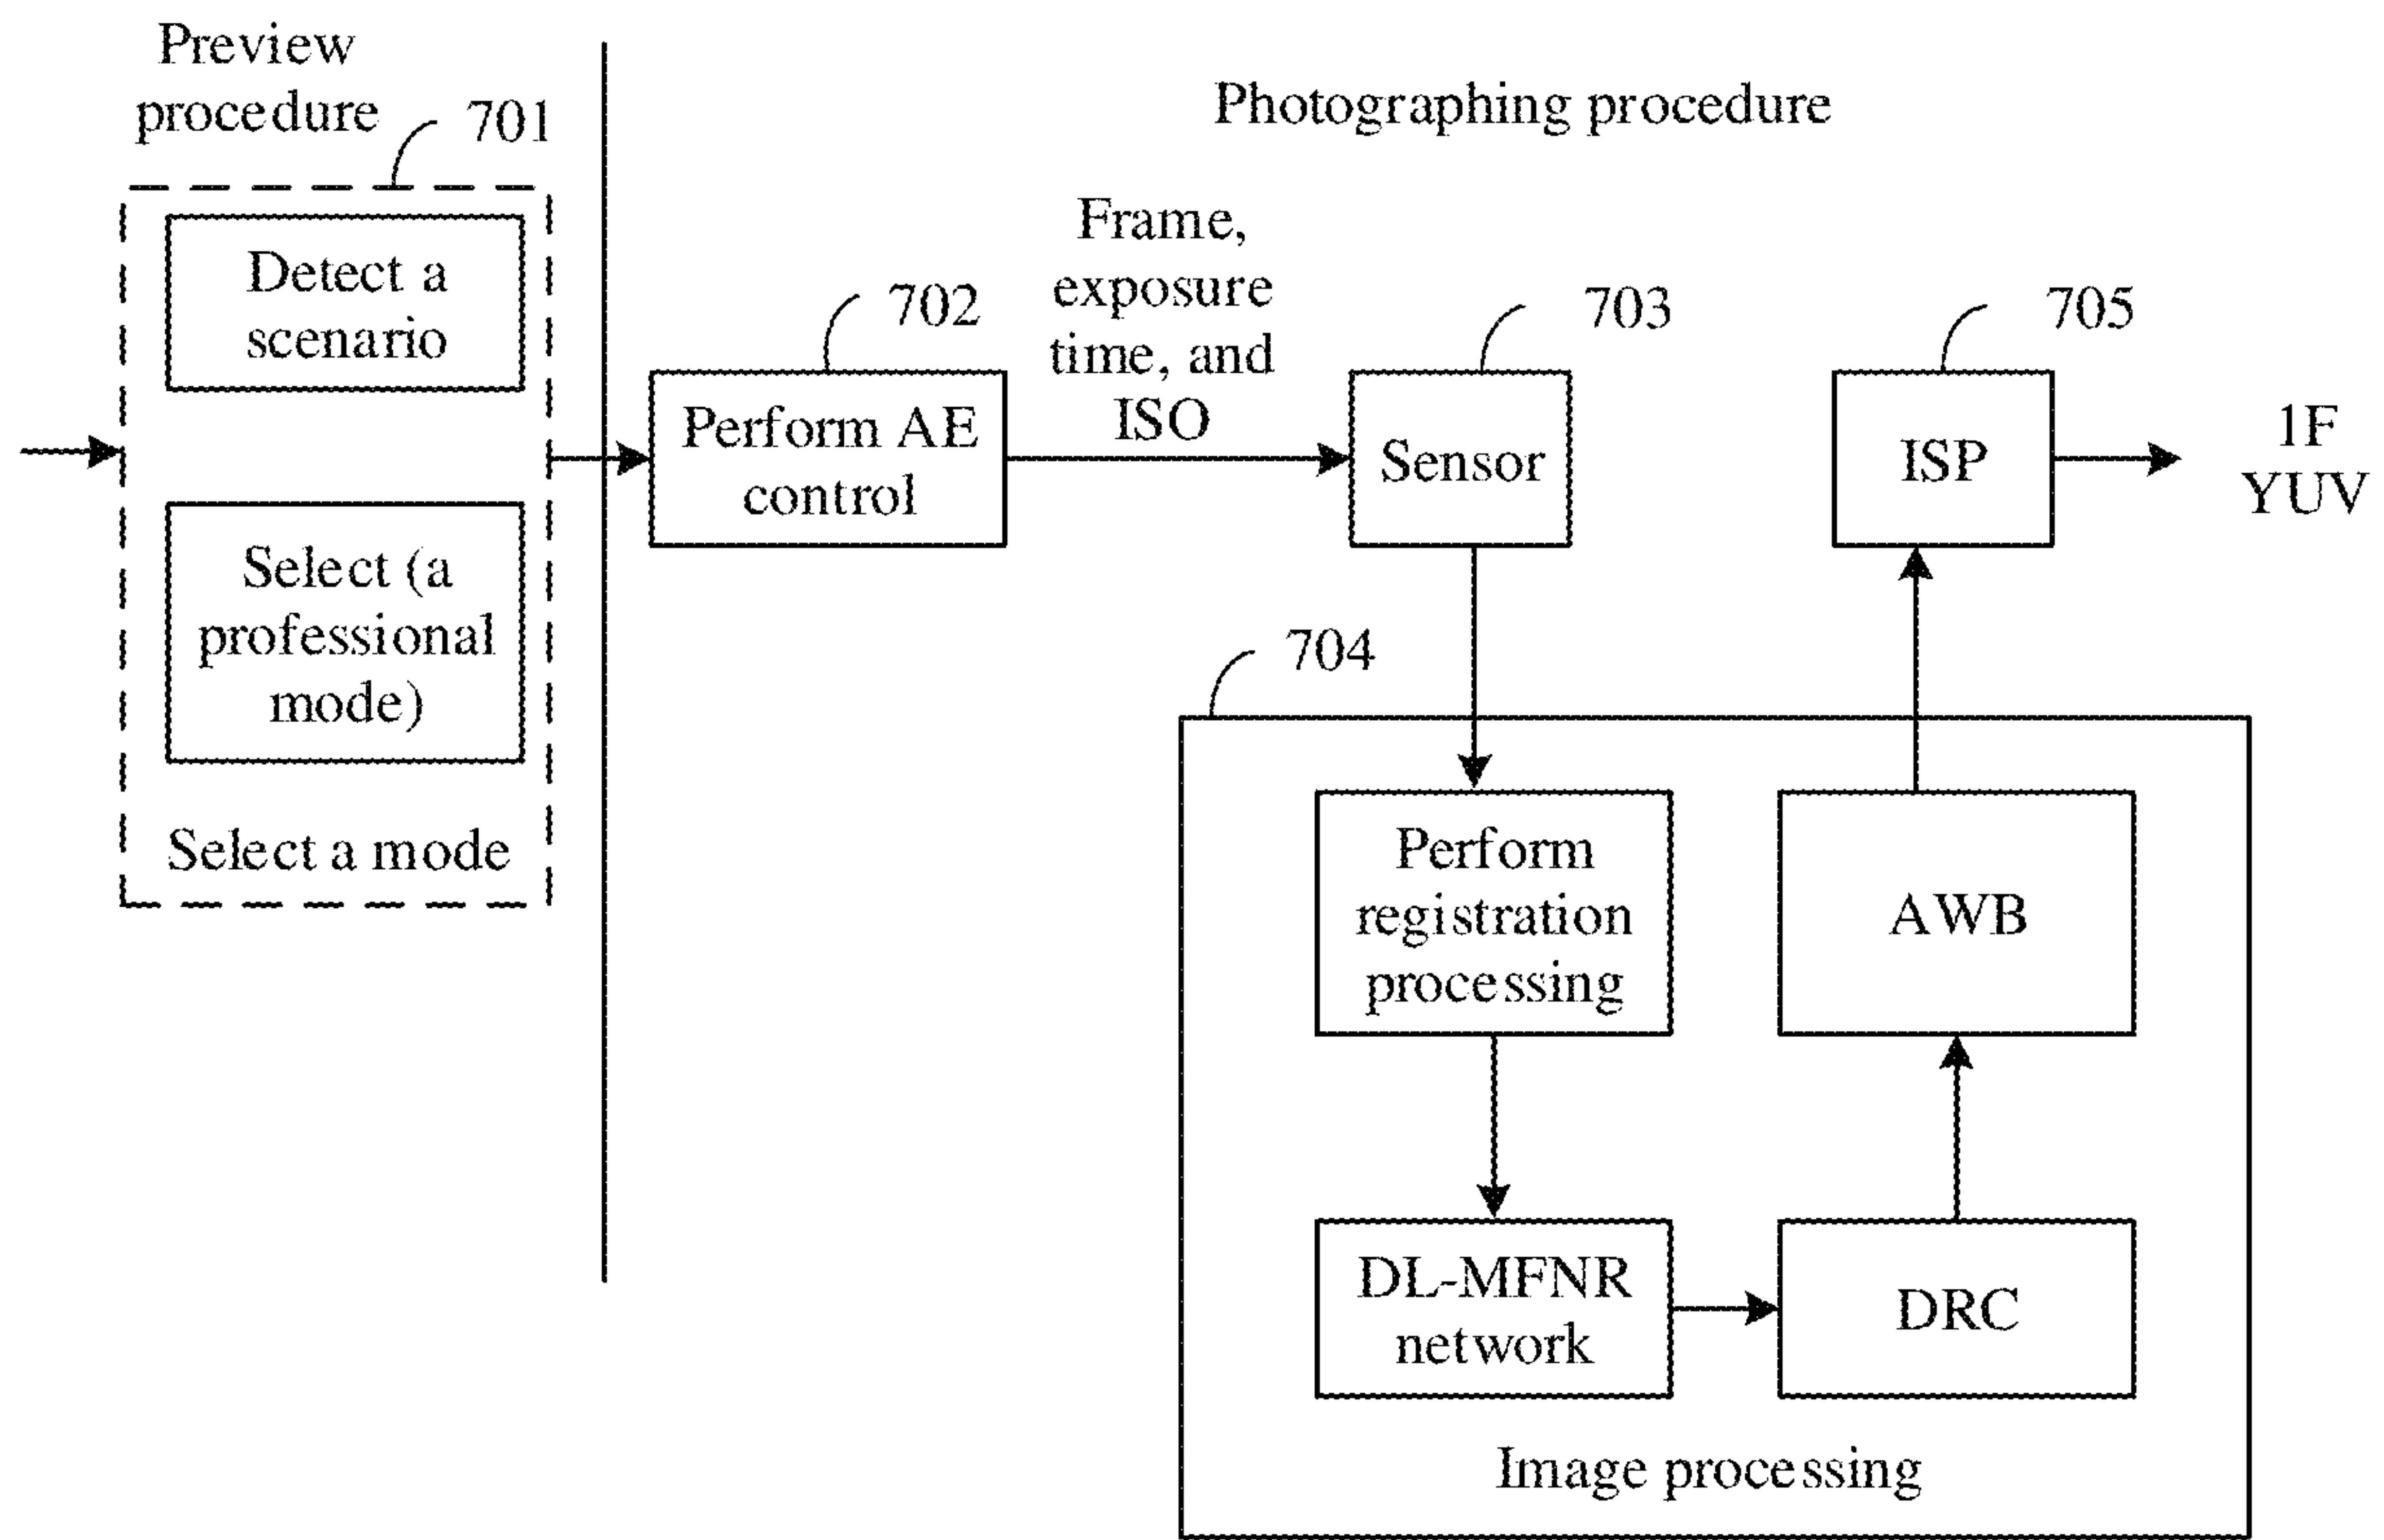 Preview
procedure
701
Detect a
scenario
Select (a
professional
mode)
Select a mode
Photographing procedure
702
Perform AE
control
Frame,
exposure
time, and
ISO
703
Sensor
705
ISP
1F
YUV
704
Perform
registration
processing
AWB
DL-MFNR
network
DRC
Image processing